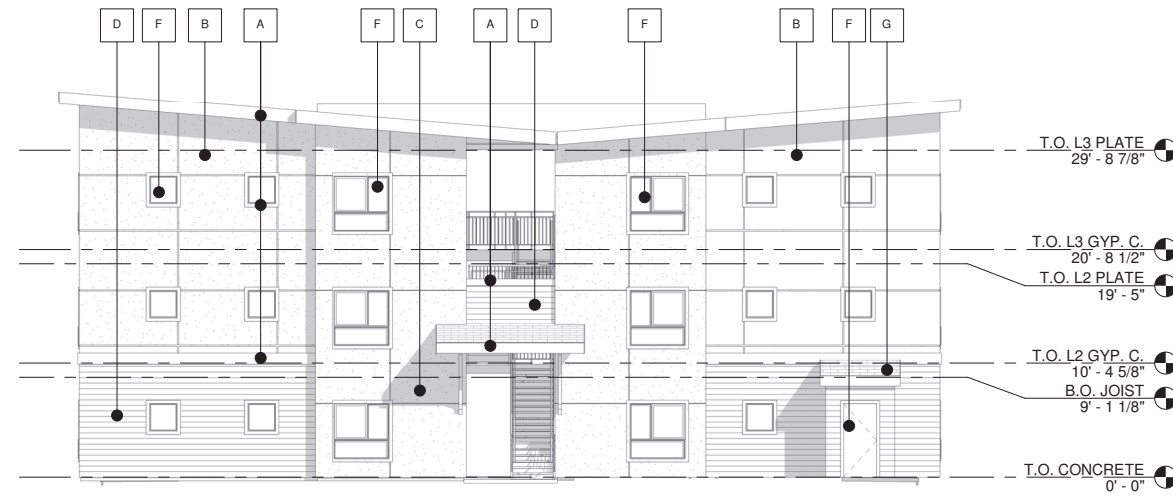 D F B A F C A D F B F G
T.O. L3 PLATE
29' - 8 7/8"
T.O. L3 GYP. C.
20' - 8 1/2"
T.O. L2 PLATE
19' - 5"
T.O. L2 GYP. C.
10' - 4 5/8"
B.O. JOIST
9' - 1 1/8"
T.O. CONCRETE
0' - 0"